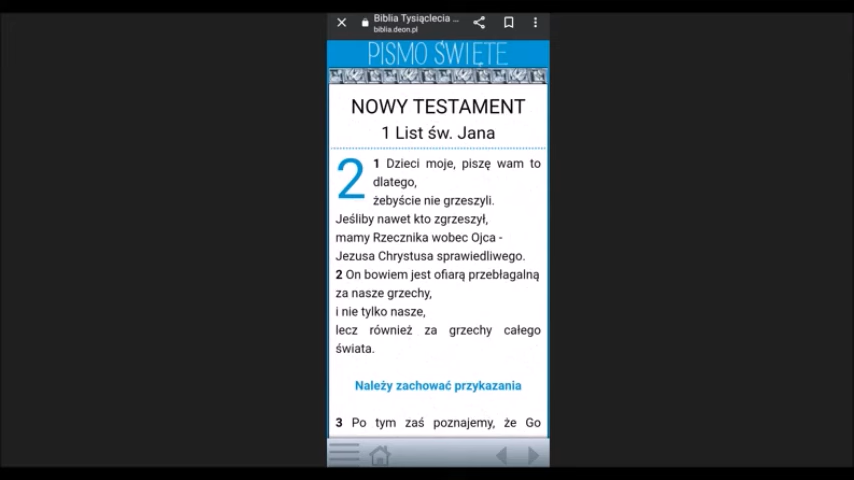 Biblia Tysiąclecia ...
biblia.deon.pl
PISMO ŚWIĘTE
NOWY TESTAMENT
1 List św. Jana
2 1 Dzieci moje, piszę wam to
dlatego,
żebyście nie grzeszyli.
Jeśliby nawet kto zgrzeszył,
mamy Rzecznika wobec Ojca -
Jezusa Chrystusa sprawiedliwego.
2 On bowiem jest ofiarą przebłagalną
za nasze grzechy,
i nie tylko nasze,
lecz również za grzechy całego
świata.
Należy zachować przykazania
3 Po tym zaś poznajemy, że Go